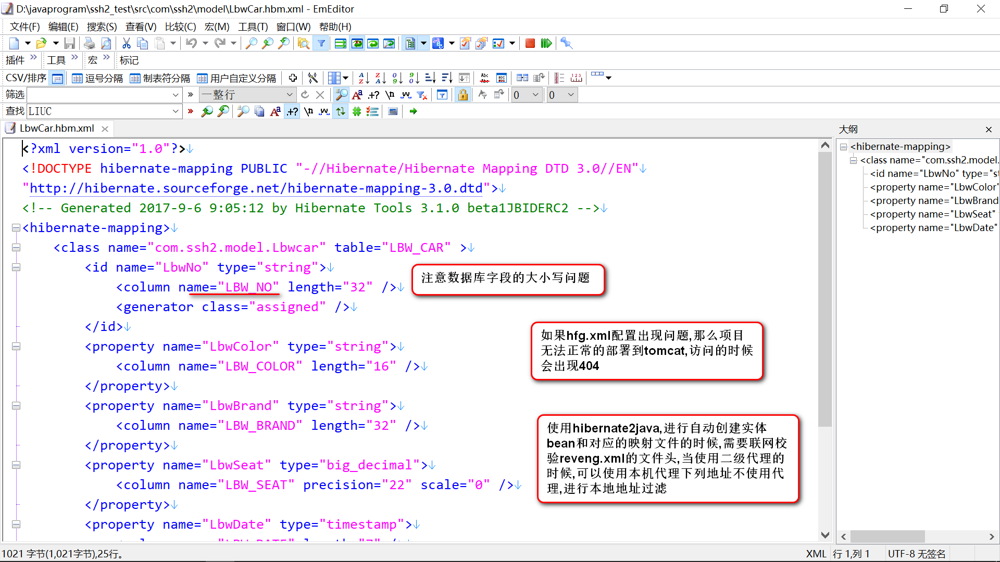 D:\javaprogram\ssh2_test\src\com\ssh2\model\LbwCar.hbm.xml - EmEditor
文件(F) 编辑(E) 搜索(S) 查看(V) 比较(C) 宏(M) 工具(T) 窗口(W) 帮助(H)
插件 工具 宏 标记
CSV/排序 逗号分隔 制表符分隔 用户自定义分隔
筛选 一整行 0 0
查找 LIUC
LbwCar.hbm.xml
<?xml version="1.0"?>↓
<!DOCTYPE hibernate-mapping PUBLIC "-//Hibernate/Hibernate Mapping DTD 3.0//EN"↓
"http://hibernate.sourceforge.net/hibernate-mapping-3.0.dtd">↓
<!-- Generated 2017-9-6 9:05:12 by Hibernate Tools 3.1.0 beta1JBIDERC2 -->↓
<hibernate-mapping>↓
<class name="com.ssh2.model.Lbwcar" table="LBW_CAR" >↓
<id name="LbwNo" type="string">↓
<column name="LBW_NO" length="32" />↓
<generator class="assigned" />↓
</id>↓
<property name="LbwColor" type="string">↓
<column name="LBW_COLOR" length="16" />↓
</property>↓
<property name="LbwBrand" type="string">↓
<column name="LBW_BRAND" length="32" />↓
</property>↓
<property name="LbwSeat" type="big_decimal">↓
<column name="LBW_SEAT" precision="22" scale="0" />↓
</property>↓
<property name="LbwDate" type="timestamp">↓
注意数据库字段的大小写问题
如果hfg.xml配置出现问题,那么项目
无法正常的部署到tomcat,访问的时候
会出现404
使用hibernate2java,进行自动创建实体
bean和对应的映射文件的时候,需要联网校
验reveng.xml的文件头,当使用二级代理的
时候,可以使用本机代理下列地址不使用代
理,进行本地地址过滤
大纲
<hibernate-mapping>
<class name="com.ssh2.model.
<id name="LbwNo" type="st
<property name="LbwColor"
<property name="LbwBrand
<property name="LbwSeat"
<property name="LbwDate"
1021 字节(1,021字节),25行。
XML 行 1,列 1 UTF-8 无签名